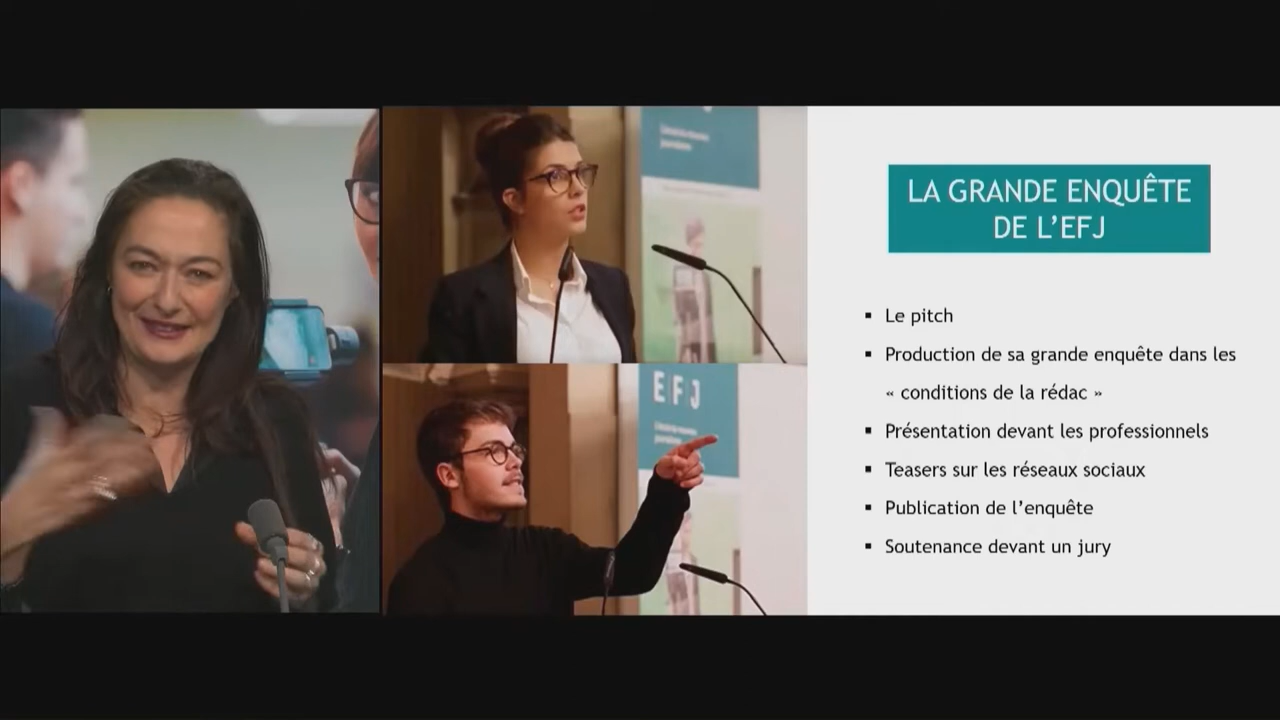 LA GRANDE ENQUÊTE
DE L'EFJ
▪ Le pitch
▪ Production de sa grande enquête dans les
« conditions de la rédac »
▪ Présentation devant les professionnels
▪ Teasers sur les réseaux sociaux
▪ Publication de l'enquête
▪ Soutenance devant un jury
EFJ